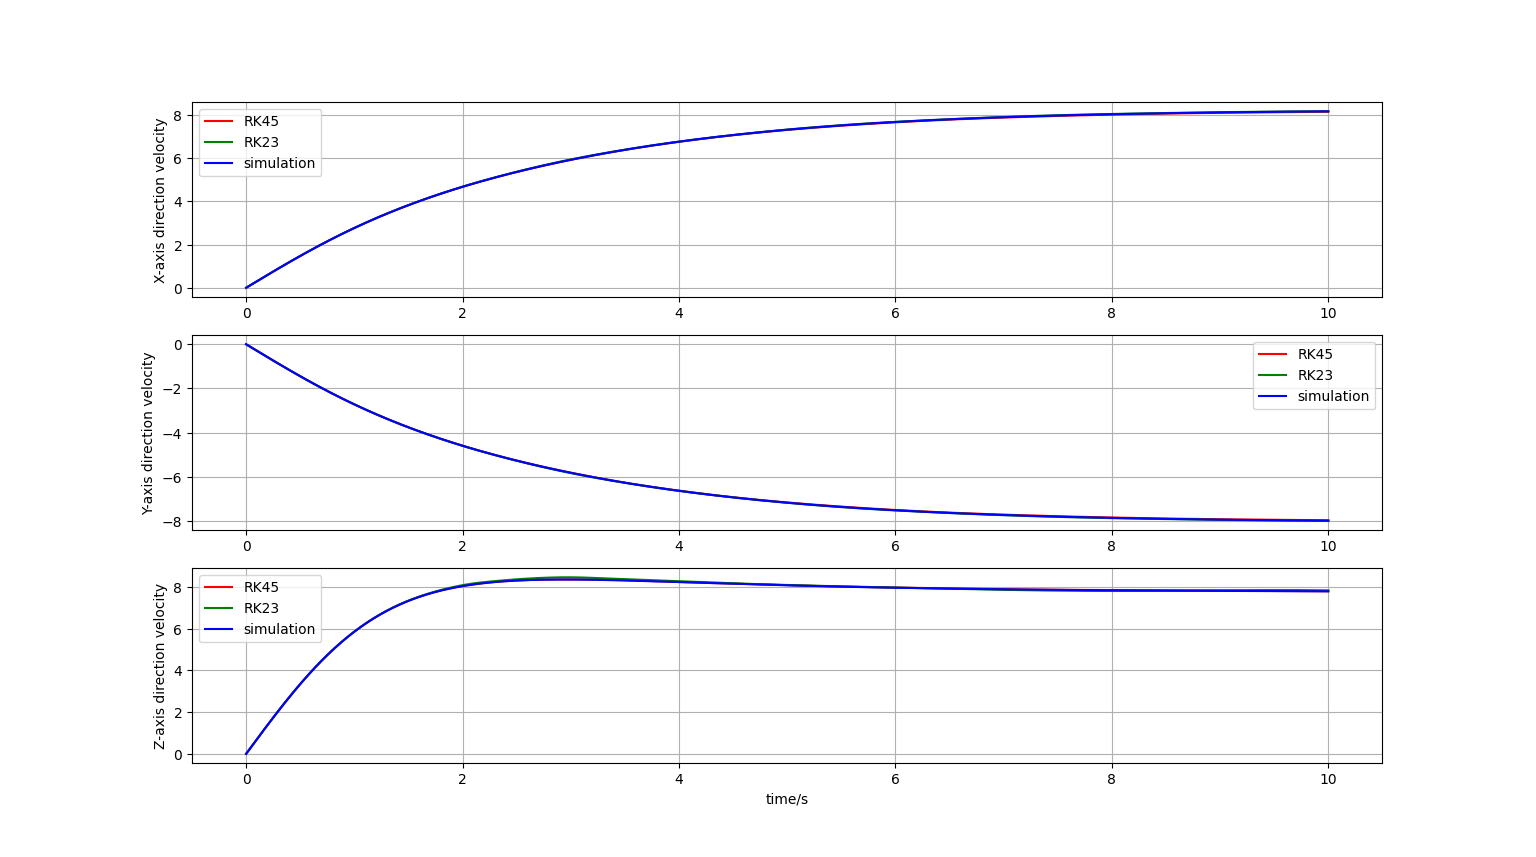 X-axis direction velocity
8
6
4
2
0
RK45
RK23
simulation
0 2 4 6 8 10
Y-axis direction velocity
0
−2
−4
−6
−8
RK45
RK23
simulation
0 2 4 6 8 10
Z-axis direction velocity
8
6
4
2
0
RK45
RK23
simulation
0 2 4 6 8 10
time/s